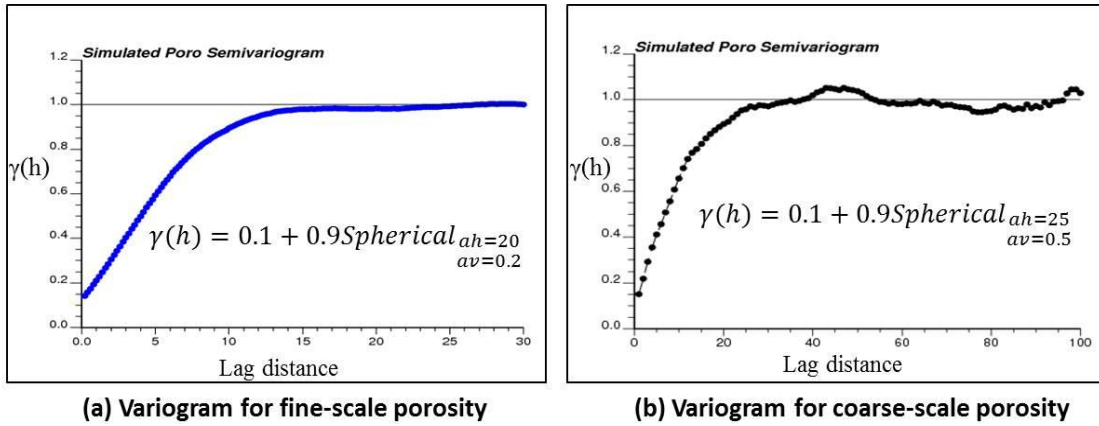 Simulated Poro Semivariogram
1.2
1.0
0.8
0.6
0.4
0.2
0.0
γ(h)
γ(h) = 0.1 + 0.9Spherical ah=20
av=0.2
0.0 5 10 15 20 25 30
Lag distance
(a) Variogram for fine-scale porosity
Simulated Poro Semivariogram
1.2
1.0
0.8
0.6
0.4
0.2
0.0
γ(h)
γ(h) = 0.1 + 0.9Spherical ah=25
av=0.5
0 20 40 60 80 100
Lag distance
(b) Variogram for coarse-scale porosity